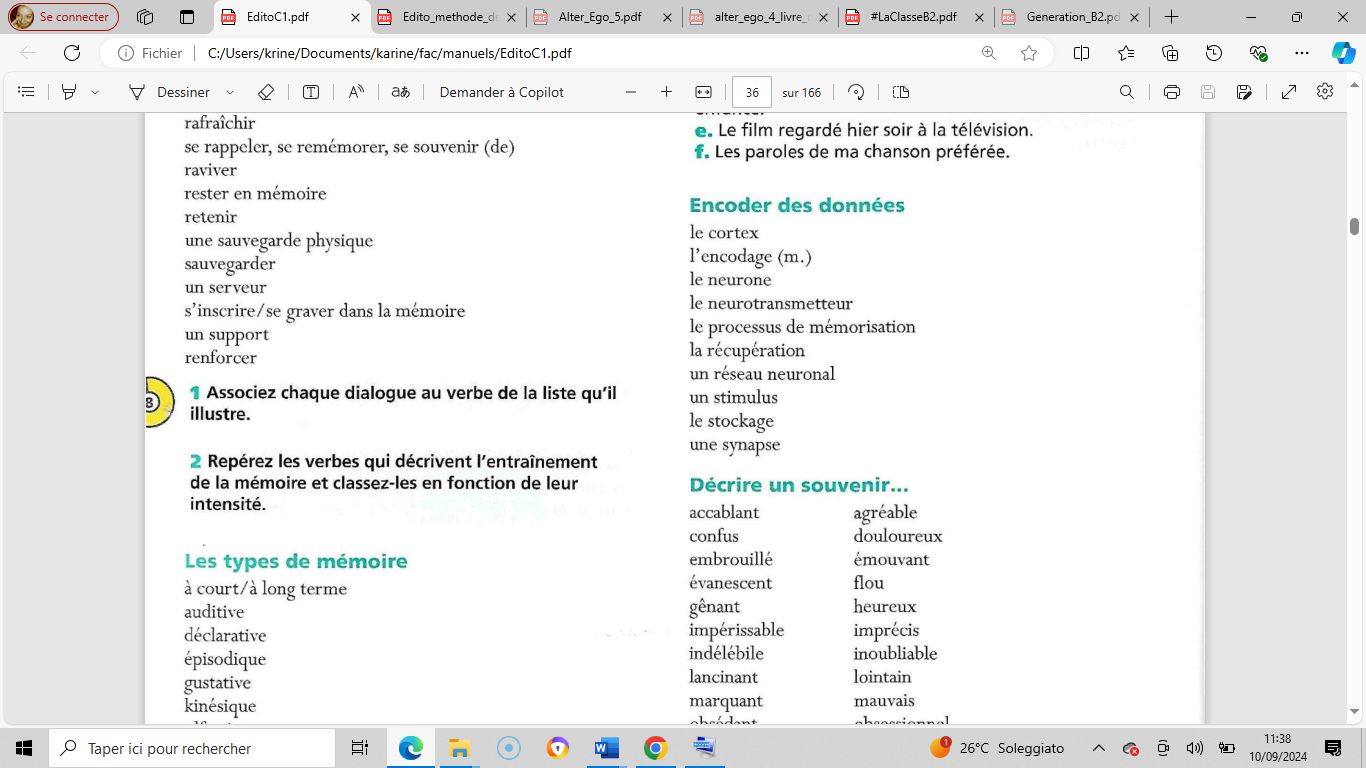 Se connecter
EditoC1.pdf
Edito_methode_d
Alter_Ego_5.pdf
alter_ego_4_livre_
#LaClasseB2.pdf
Generation_B2.pd
Fichier
C:/Users/krine/Documents/karine/fac/manuels/EditoC1.pdf
Dessiner
Demander à Copilot
36
sur 166
rafraîchir
se rappeler, se remémorer, se souvenir (de)
raviver
rester en mémoire
retenir
une sauvegarde physique
sauvegarder
un serveur
s'inscrire/se graver dans la mémoire
un support
renforcer
8
1 Associez chaque dialogue au verbe de la liste qu'il
illustre.
2 Repérez les verbes qui décrivent l'entraînement
de la mémoire et classez-les en fonction de leur
intensité.
Les types de mémoire
à court/à long terme
auditive
déclarative
épisodique
gustative
kinésique
e. Le film regardé hier soir à la télévision.
f. Les paroles de ma chanson préférée.
Encoder des données
le cortex
l'encodage (m.)
le neurone
le neurotransmetteur
le processus de mémorisation
la récupération
un réseau neuronal
un stimulus
le stockage
une synapse
Décrire un souvenir...
accablant agréable
confus douloureux
embrouillé émouvant
évanescent flou
gênant heureux
impérissable imprécis
indélébile inoubliable
lancinant lointain
marquant mauvais
obsédant obsessionnel
Taper ici pour rechercher
1
26°C Soleggiato
11:38
10/09/2024